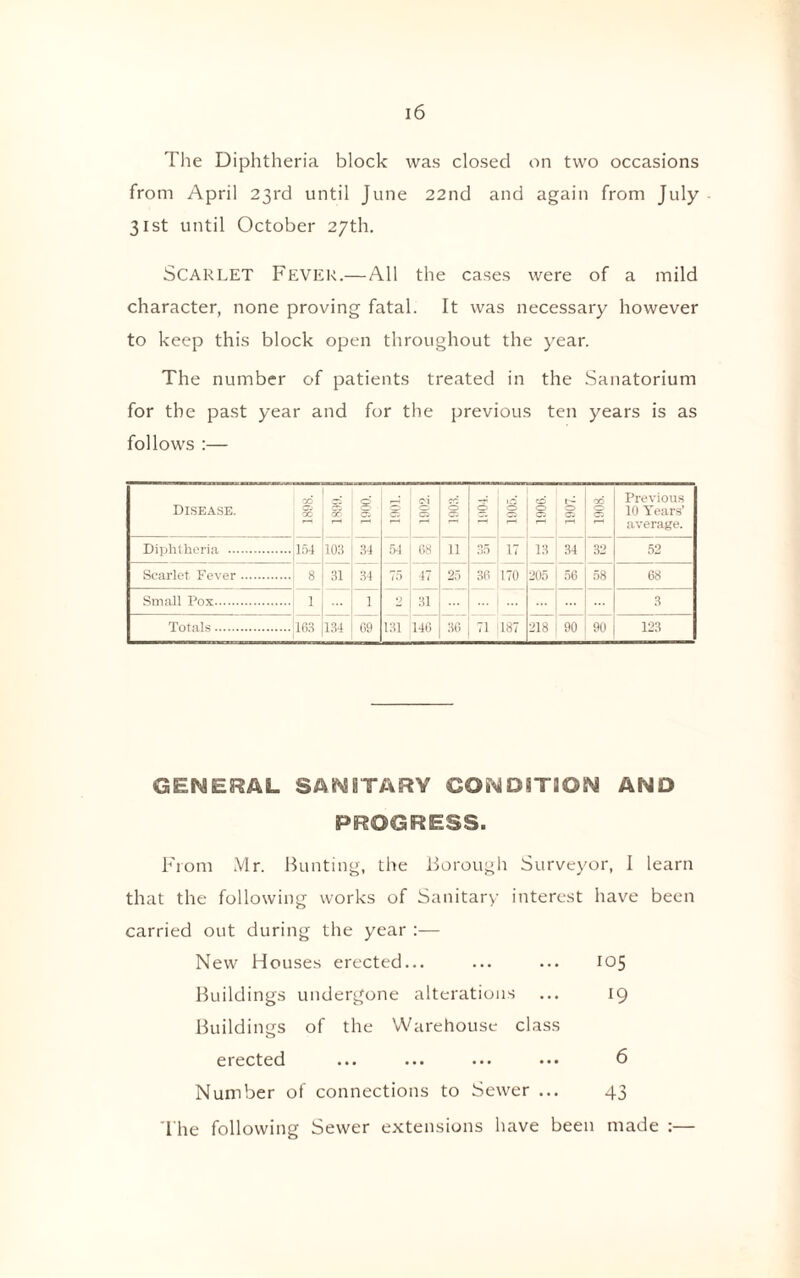 16
The Diphtheria block was closed on two occasions
from April 23rd until June 22nd and again from July
31st until October 27th.
SCARLET FEVER.—All the cases were of a mild
character, none proving fatal. It was necessary however
to keep this block open throughout the year.
The number of patients treated in the Sanatorium
for the past year and for the previous ten years is as
follows :—
DISEASE. 1898. 1899. 1900. 1901. 1902 1903. 1904. 1905. 1906. 1907. 1908. Previous 10 Years' average.
Diphtheria ............... 154 103 34 54 68 11 35 17 13 34 32 52
Scarlet Fever ............ 8 31 34 75 47 25 36 170 205 56 58 68
Small Pox................... 1 ... 1 2 31 ... ... ... ... ... ... 3
Totals ................... 163 134 69 131 146 36 71 187 218 90 90 123
GENERAL SANITARY CONDITION AND
PROGRESS.
From Mr. Bunting, the Borough Surveyor, I learn
that the following works of Sanitary interest have been
carried out during the year :—
New Houses erected... ... ... 105
Buildings undergone alterations ... 19
Buildings of the Warehouse class
erected ... ... ... ... 6
Number of connections to Sewer ... 43
The following Sewer extensions have been made :—